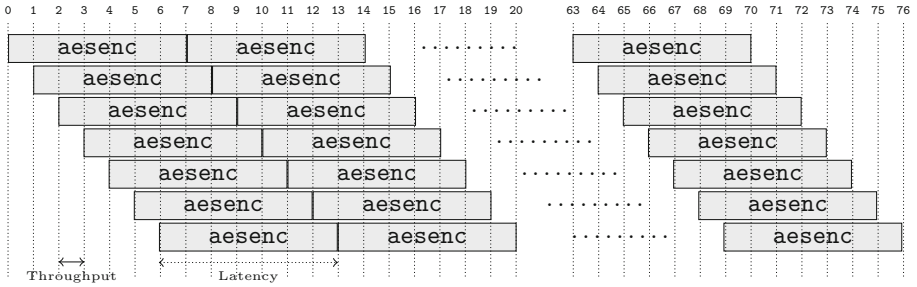 0 1 2 3 4 5 6 7 8 9 10 11 12 13 14 15 16 17 18 19 20 63 64 65 66 67 68 69 70 71 72 73 74 75 76
aesenc aesenc ......... aesenc
aesenc aesenc ......... aesenc
aesenc aesenc ......... aesenc
aesenc aesenc ......... aesenc
aesenc aesenc ......... aesenc
aesenc aesenc ......... aesenc
aesenc aesenc ......... aesenc
Throughput Latency